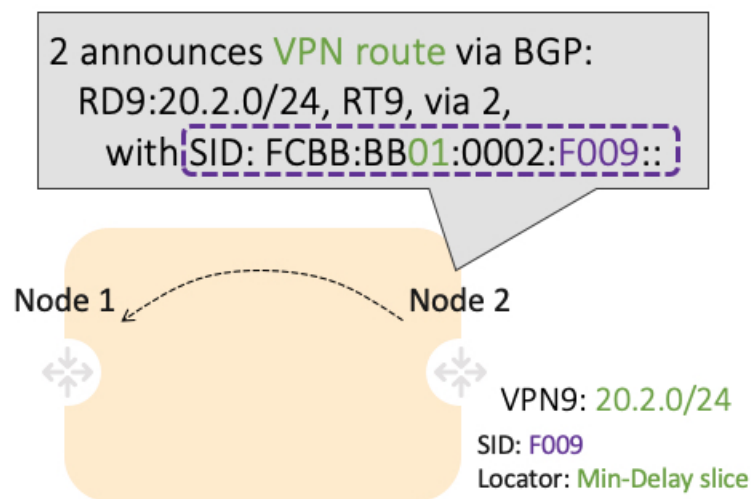 2 announces VPN route via BGP:
RD9:20.2.0/24, RT9, via 2,
with SID: FCBB:BB01:0002:F009::
Node 1
Node 2
VPN9: 20.2.0/24
SID: F009
Locator: Min-Delay slice